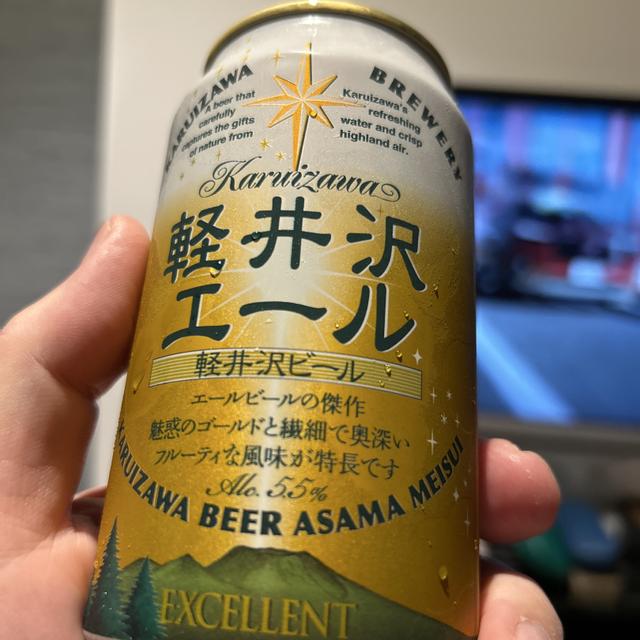 KARUIZAWA BREWERY
A beer that
carefully
captures the gifts
of nature from
Karuizawa's
refreshing
water and crisp
highland air.
Karuizawa
軽井沢
エール
軽井沢ビール
エールビールの傑作
魅惑のゴールドと繊細で奥深い
フルーティな風味が特長です
Alc. 5.5%
KARUIZAWA BEER ASAMA MEISUI
EXCELLENT